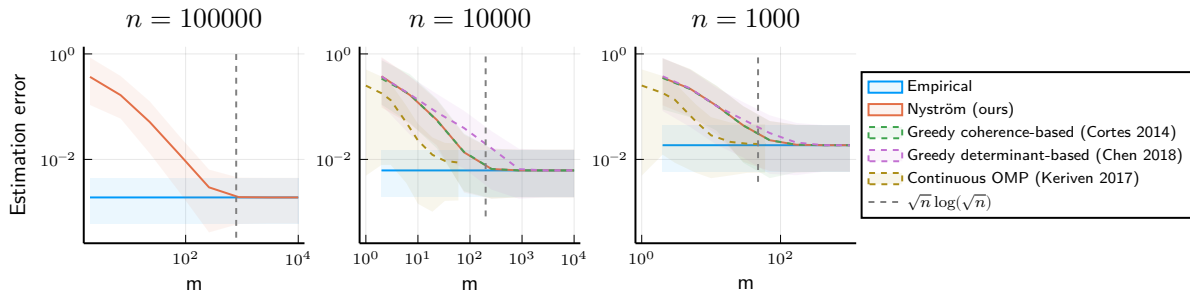 n = 100000
n = 10000
n = 1000
Estimation error
10^0
10^-2
10^2
10^4
m
10^0
10^-2
10^0
10^1
10^2
10^3
10^4
m
10^0
10^-2
10^0
10^2
m
Empirical
Nyström (ours)
Greedy coherence-based (Cortes 2014)
Greedy determinant-based (Chen 2018)
Continuous OMP (Keriven 2017)
√n log(√n)